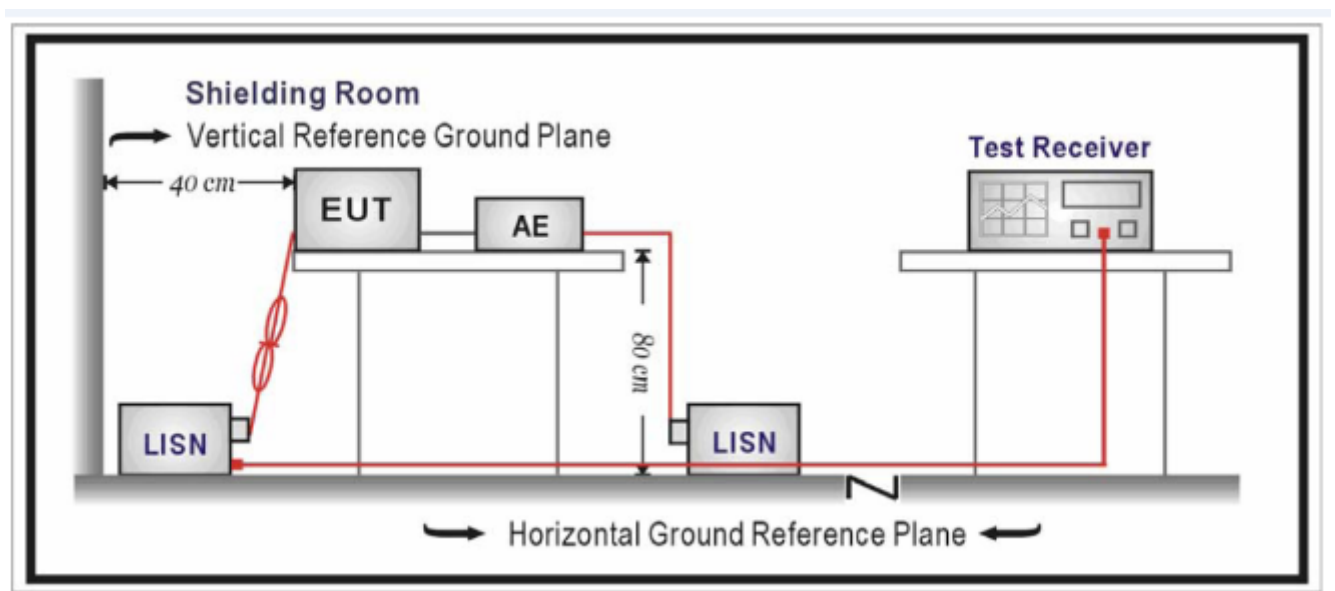 Shielding Room
Vertical Reference Ground Plane
Test Receiver
40 cm
EUT
AE
80 cm
LISN
LISN
Horizontal Ground Reference Plane